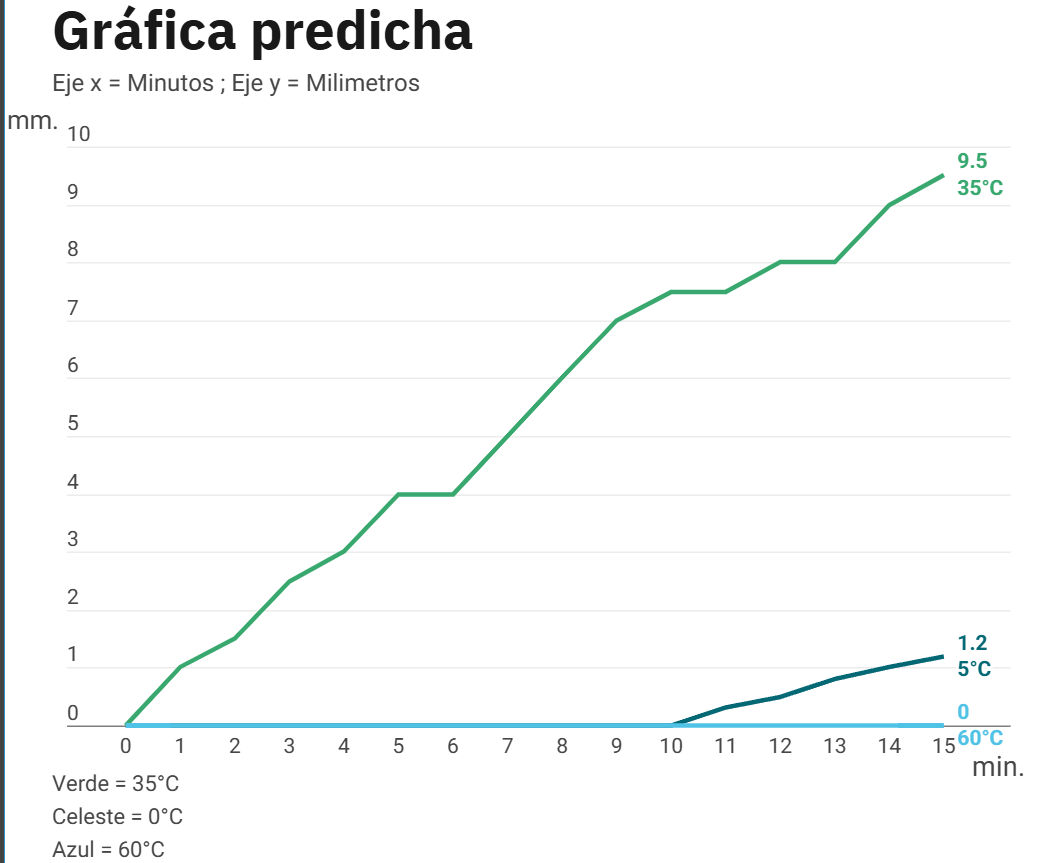 Gráfica predicha
Eje x = Minutos ; Eje y = Milimetros
mm.
10
9
8
7
6
5
4
3
2
1
0
9.5
35°C
1.2
5°C
0
60°C
0 1 2 3 4 5 6 7 8 9 10 11 12 13 14 15
min.
Verde = 35°C
Celeste = 0°C
Azul = 60°C